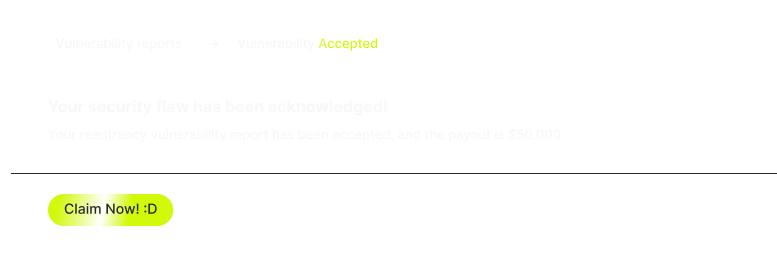 Vulnerability reports → Vulnerability Accepted
Your security flaw has been acknowledged!
Your reentrancy vulnerability report has been accepted, and the payout is $50,000
Claim Now! :D